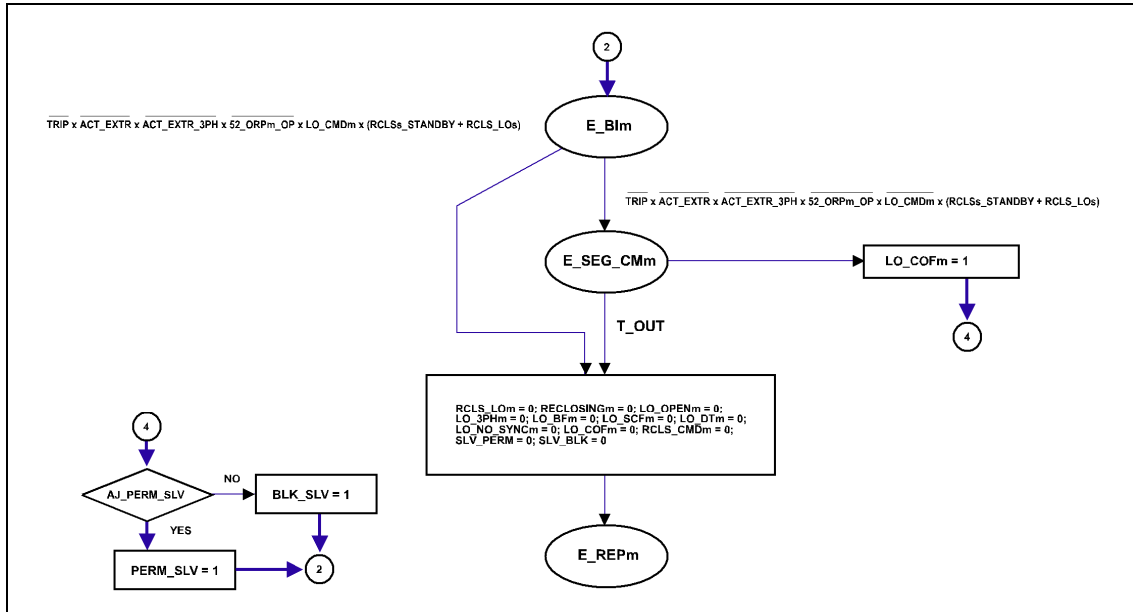 2
E_BIm
TRIP x ACT_EXTR x ACT_EXTR_3PH x 52_ORPm_OP x LO_CMDm x (RCLSs_STANDBY + RCLS_LOs)
TRIP x ACT_EXTR x ACT_EXTR_3PH x 52_ORPm_OP x LO_CMDm x (RCLSs_STANDBY + RCLS_LOs)
E_SEG_CMm
LO_COFm = 1
T_OUT
4
RCLS_LOm = 0; RECLOSINGm = 0; LO_OPENm = 0;
LO_3PHm = 0; LO_BFm = 0; LO_SCFm = 0; LO_DTm = 0;
LO_NO_SYNCm = 0; LO_COFm = 0; RCLS_CMDm = 0;
SLV_PERM = 0; SLV_BLK = 0
4
AJ_PERM_SLV
NO
BLK_SLV = 1
YES
PERM_SLV = 1
2
E_REPm